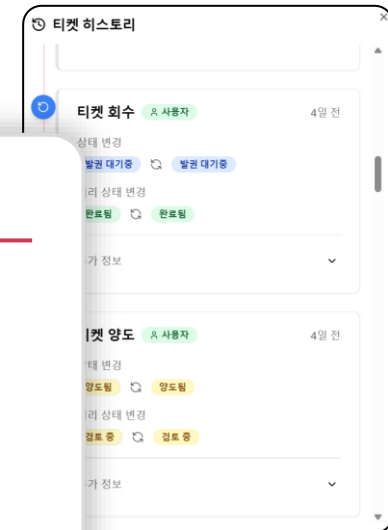 티켓 히스토리
티켓 회수 사용자 4일 전
상태 변경
발권 대기중 발권 대기중
리 상태 변경
완료됨 완료됨
가 정보
티켓 양도 사용자 4일 전
태 변경
양도됨 양도됨
리 상태 변경
검토 중 검토 중
가 정보